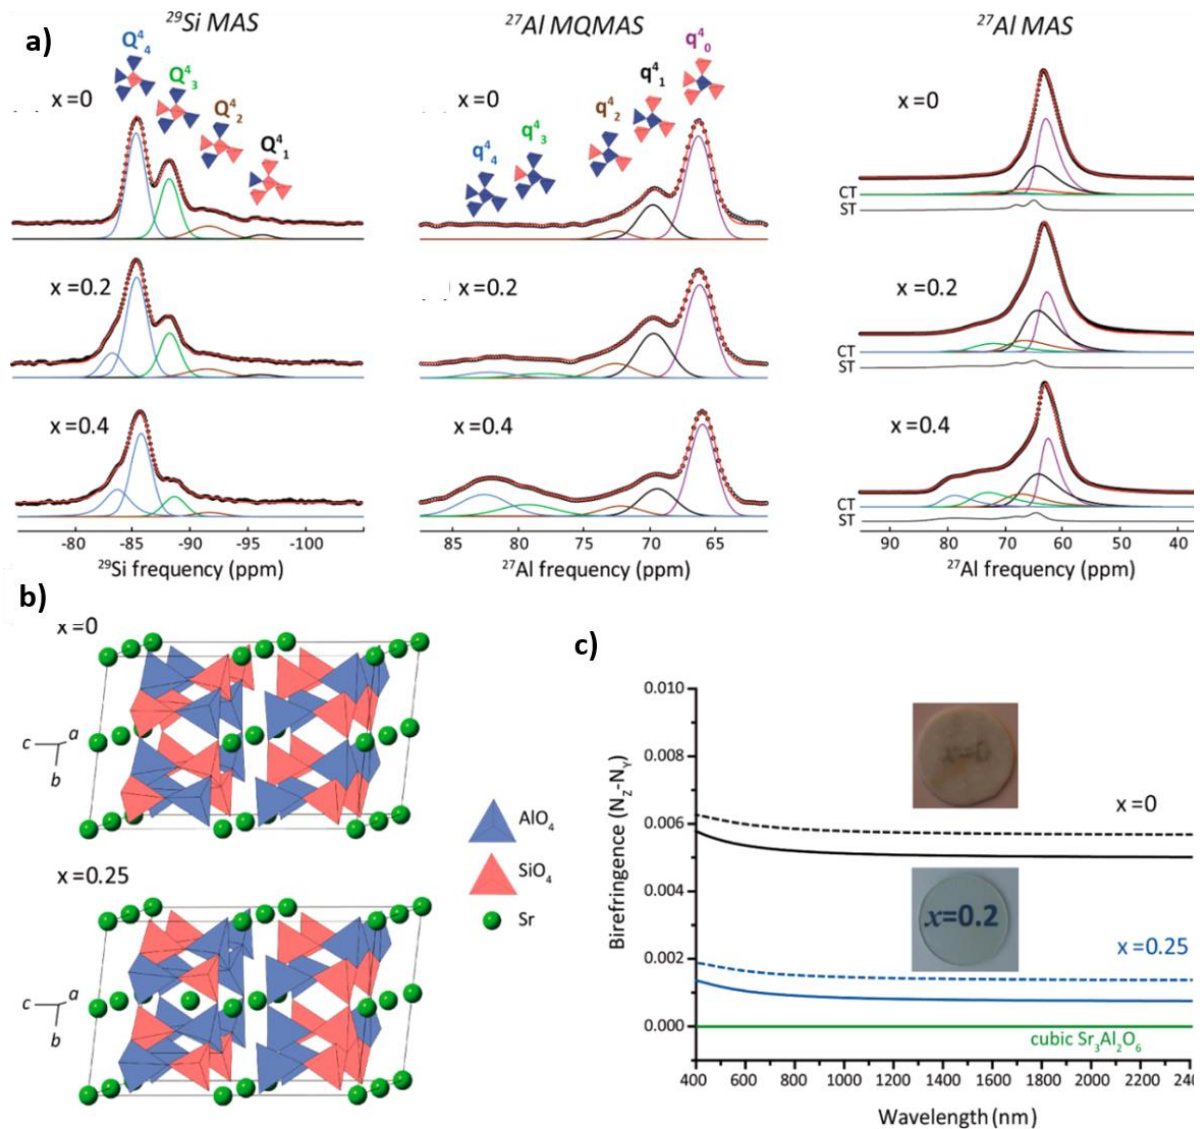 a)
²⁹Si MAS
²⁷Al MQMAS
²⁷Al MAS
x=0
Q⁴₄
Q⁴₃
Q⁴₂
Q⁴₁
x=0
q⁴₄
q⁴₃
q⁴₂
q⁴₁
q⁴₀
x=0
CT
ST
x=0.2
x=0.2
x=0.2
CT
ST
x=0.4
x=0.4
x=0.4
CT
ST
-80 -85 -90 -95 -100
²⁹Si frequency (ppm)
85 80 75 70 65
²⁷Al frequency (ppm)
90 80 70 60 50 40
²⁷Al frequency (ppm)
b)
x=0
c a
b
x=0.25
c a
b
AlO₄
SiO₄
Sr
c)
Birefringence (N_Z-N_Y)
0.010
0.008
0.006
0.004
0.002
0.000
x=0
x=0
x=0.2
x=0.25
cubic Sr₃Al₂O₆
400 600 800 1000 1200 1400 1600 1800 2000 2200 240
Wavelength (nm)